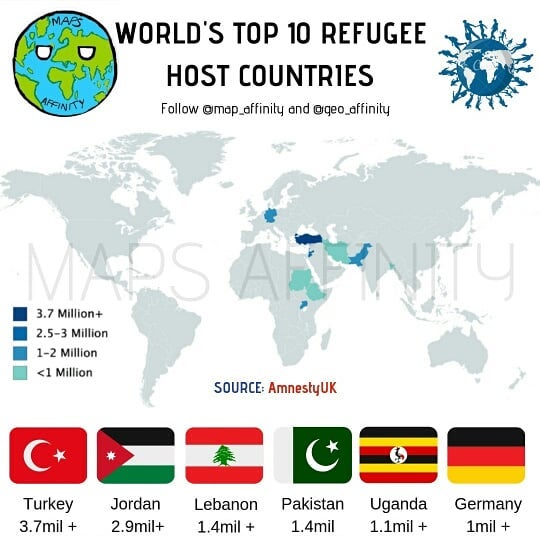 MAPS
AFFINITY
WORLD'S TOP 10 REFUGEE
HOST COUNTRIES
Follow @map_affinity and @geo_affinity
MAPS AFFINITY
3.7 Million+
2.5-3 Million
1-2 Million
<1 Million
SOURCE: AmnestyUK
Turkey
3.7mil +
Jordan
2.9mil+
Lebanon
1.4mil +
Pakistan
1.4mil
Uganda
1.1mil +
Germany
1mil +